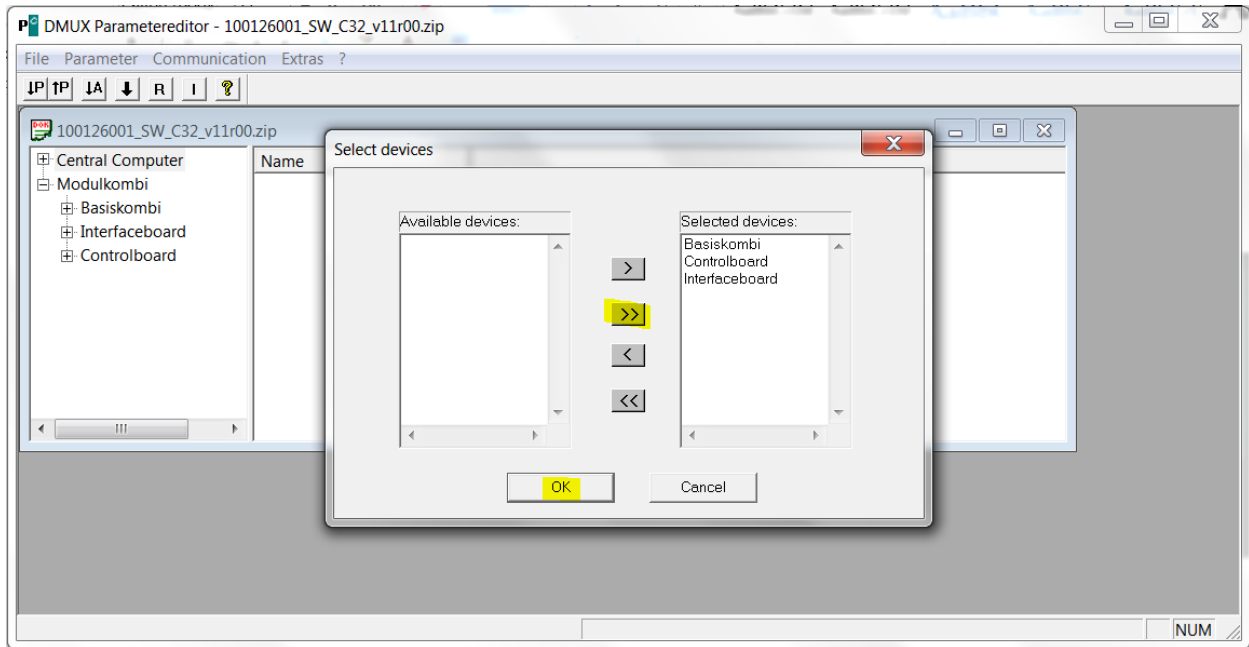 DMUX Parametereditor - 100126001_SW_C32_v11r00.zip
File Parameter Communication Extras ?
↓P ↑P ↓A ⬇ R I ?
100126001_SW_C32_v11r00.zip
Central Computer
Modulkombi
Basiskombi
Interfaceboard
Controlboard
Name
Select devices
Available devices:
Selected devices:
Basiskombi
Controlboard
Interfaceboard
>
>>
<
<<
OK
Cancel
NUM